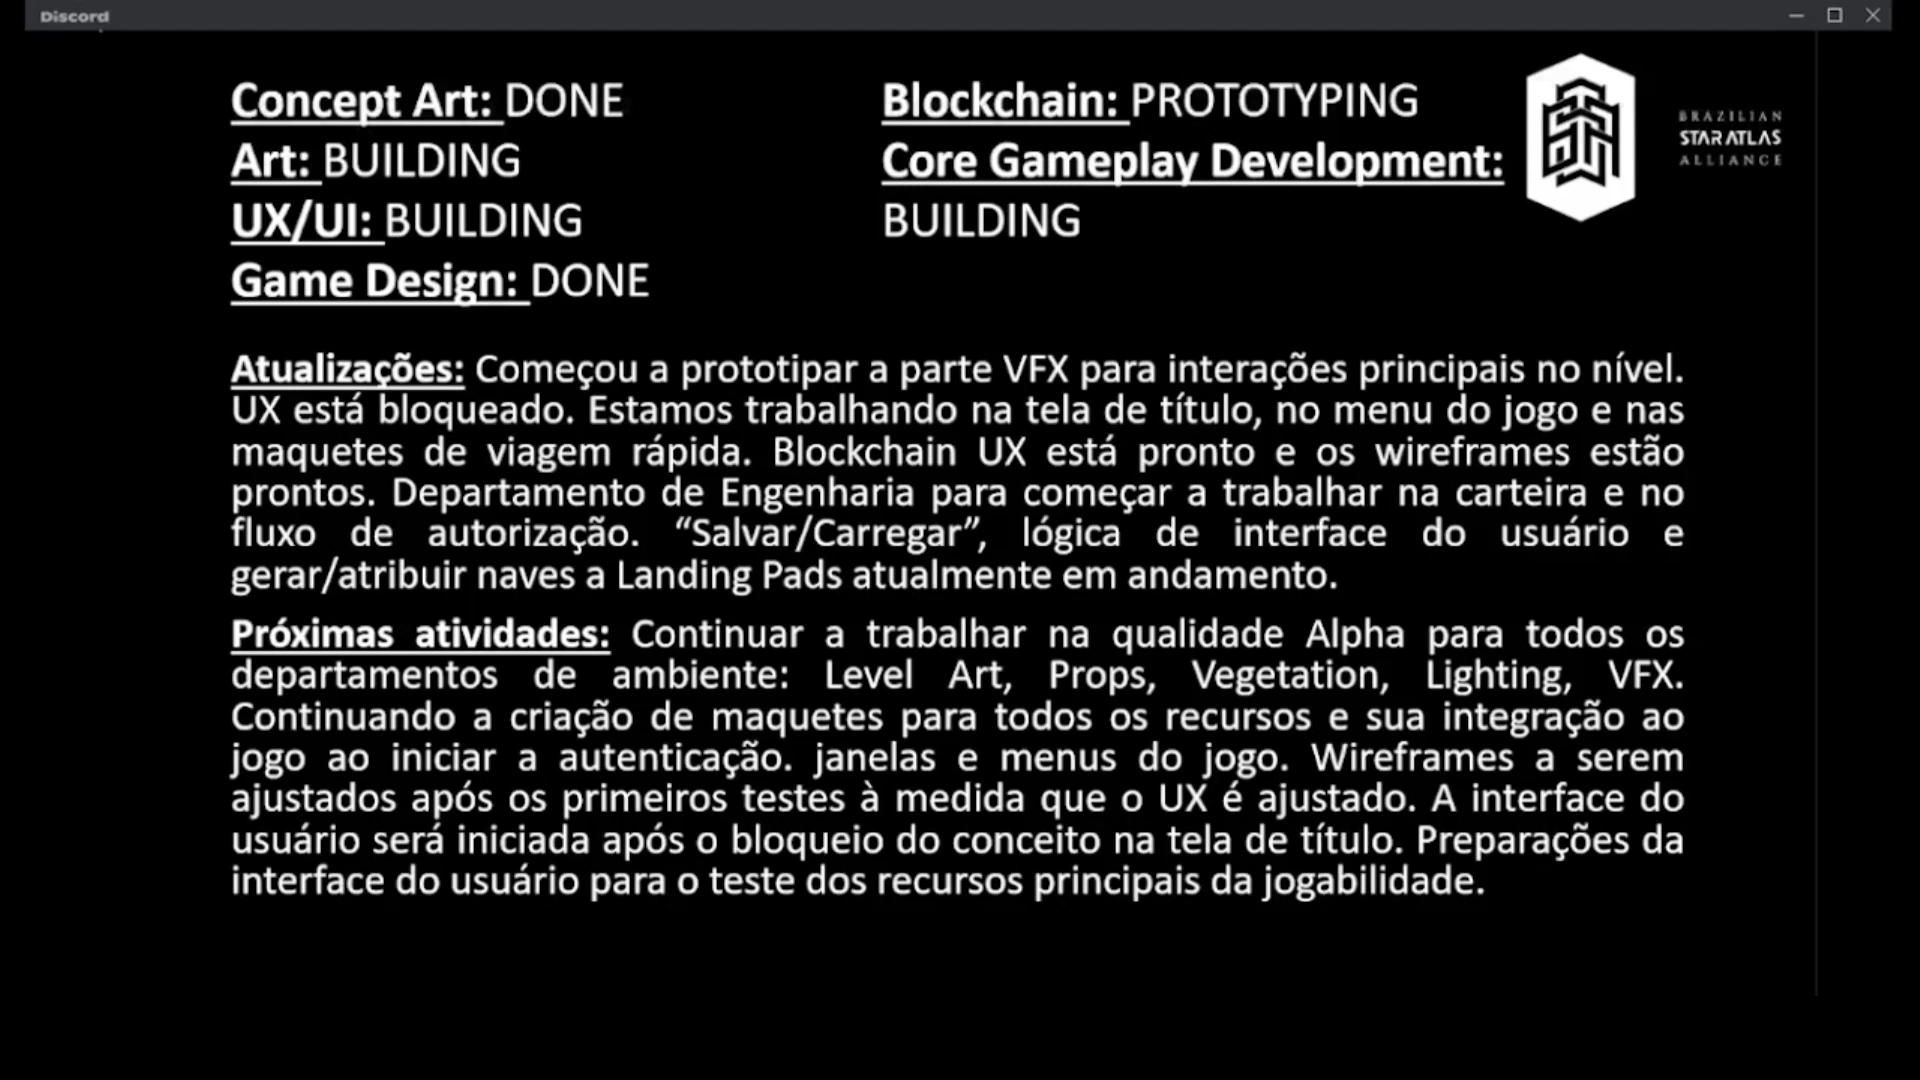 Discord
Concept Art: DONE
Art: BUILDING
UX/UI: BUILDING
Game Design: DONE
Blockchain: PROTOTYPING
Core Gameplay Development:
BUILDING
BRAZILIAN
STAR ATLAS
ALLIANCE
Atualizações: Começou a prototipar a parte VFX para interações principais no nível.
UX está bloqueado. Estamos trabalhando na tela de título, no menu do jogo e nas
maquetes de viagem rápida. Blockchain UX está pronto e os wireframes estão
prontos. Departamento de Engenharia para começar a trabalhar na carteira e no
fluxo de autorização. “Salvar/Carregar”, lógica de interface do usuário e
gerar/atribuir naves a Landing Pads atualmente em andamento.
Próximas atividades: Continuar a trabalhar na qualidade Alpha para todos os
departamentos de ambiente: Level Art, Props, Vegetation, Lighting, VFX.
Continuando a criação de maquetes para todos os recursos e sua integração ao
jogo ao iniciar a autenticação. janelas e menus do jogo. Wireframes a serem
ajustados após os primeiros testes à medida que o UX é ajustado. A interface do
usuário será iniciada após o bloqueio do conceito na tela de título. Preparações da
interface do usuário para o teste dos recursos principais da jogabilidade.